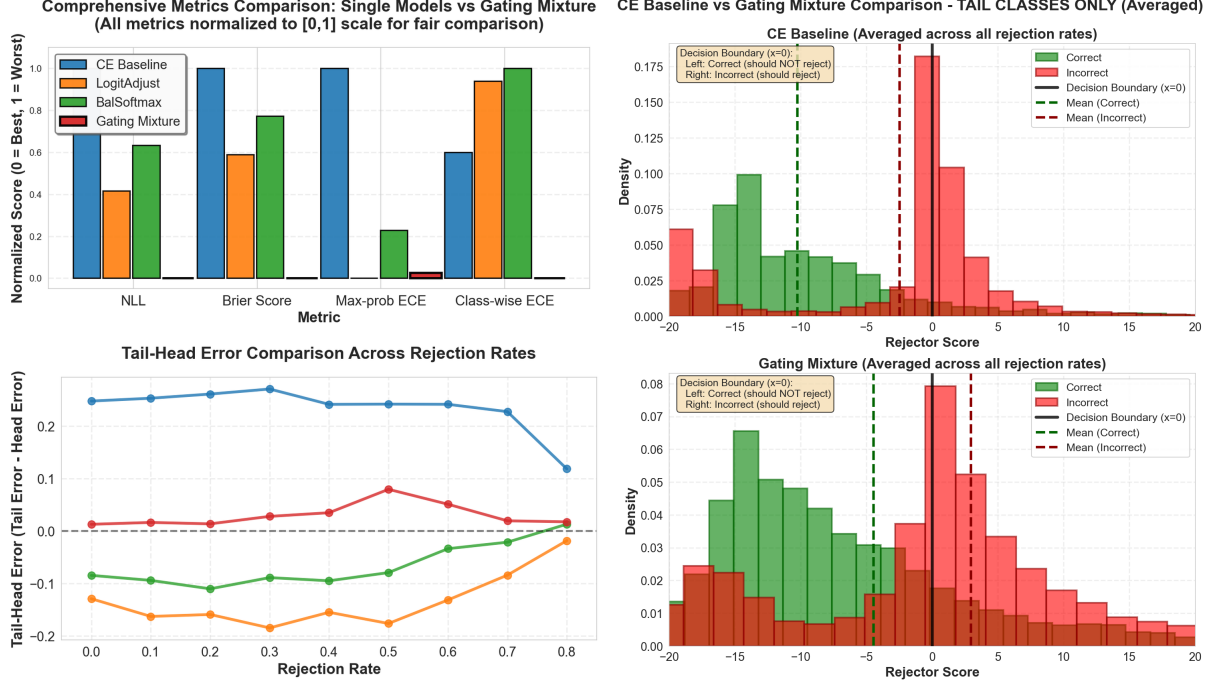 Comprehensive Metrics Comparison: Single Models vs Gating Mixture
(All metrics normalized to [0,1] scale for fair comparison)
Normalized Score (0 = Best, 1 = Worst)
1.0
0.8
0.6
0.4
0.2
0.0
CE Baseline
LogitAdjust
BalSoftmax
Gating Mixture
NLL
Brier Score
Max-prob ECE
Class-wise ECE
Metric
CE Baseline vs Gating Mixture Comparison - TAIL CLASSES ONLY (Averaged)
CE Baseline (Averaged across all rejection rates)
Density
0.175
0.150
0.125
0.100
0.075
0.050
0.025
0.000
Decision Boundary (x=0):
Left: Correct (should NOT reject)
Right: Incorrect (should reject)
Correct
Incorrect
Decision Boundary (x=0)
Mean (Correct)
Mean (Incorrect)
−20
−15
−10
−5
0
5
10
15
20
Rejector Score
Tail-Head Error Comparison Across Rejection Rates
Tail-Head Error (Tail Error - Head Error)
0.2
0.1
0.0
−0.1
−0.2
0.0
0.1
0.2
0.3
0.4
0.5
0.6
0.7
0.8
Rejection Rate
Gating Mixture (Averaged across all rejection rates)
Density
0.08
0.07
0.06
0.05
0.04
0.03
0.02
0.01
0.00
Decision Boundary (x=0):
Left: Correct (should NOT reject)
Right: Incorrect (should reject)
Correct
Incorrect
Decision Boundary (x=0)
Mean (Correct)
Mean (Incorrect)
−20
−15
−10
−5
0
5
10
15
20
Rejector Score